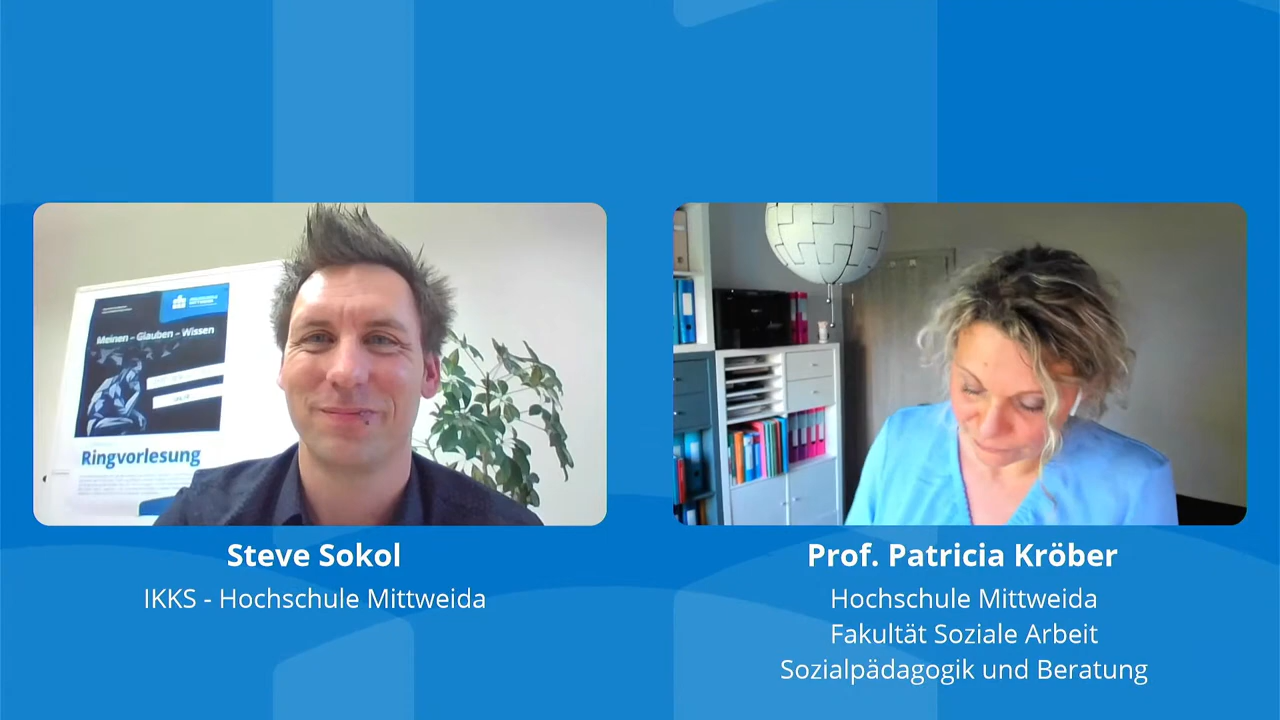 Meinen – Glauben – Wissen
Ringvorlesung
Steve Sokol
IKKS - Hochschule Mittweida
Prof. Patricia Kröber
Hochschule Mittweida
Fakultät Soziale Arbeit
Sozialpädagogik und Beratung